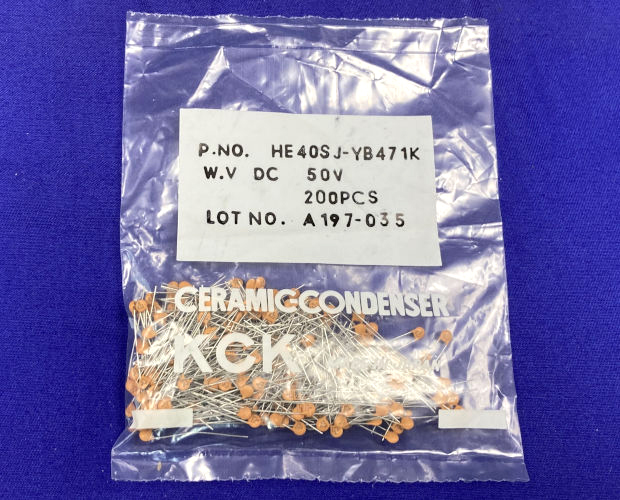 P.NO. HE40SJ-YB471K
W.V DC 50V
200PCS
LOT NO. A197-035
CERAMIC CONDENSER
KCK